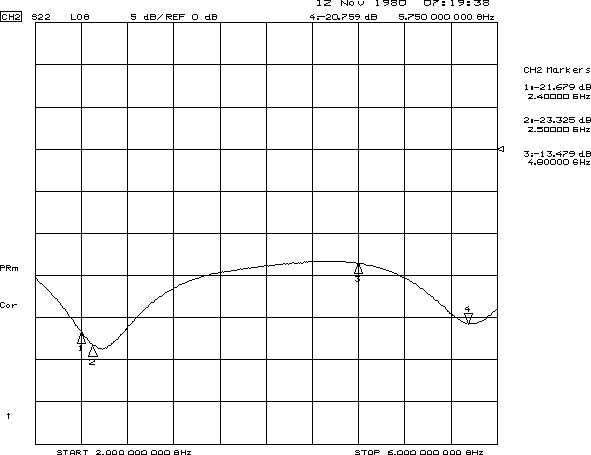 12 Nov 1980 07:19:38
CH2 S22 LOG 5 dB/REF 0 dB 4:-20.759 dB 5.750 000 000 GHz
CH2 Markers
1:-21.679 dB
2.40000 GHz
2:-23.325 dB
2.50000 GHz
3:-13.479 dB
4.80000 GHz
PRm
Cor
1
2
3
4
START 2.000 000 000 GHz STOP 6.000 000 000 GHz